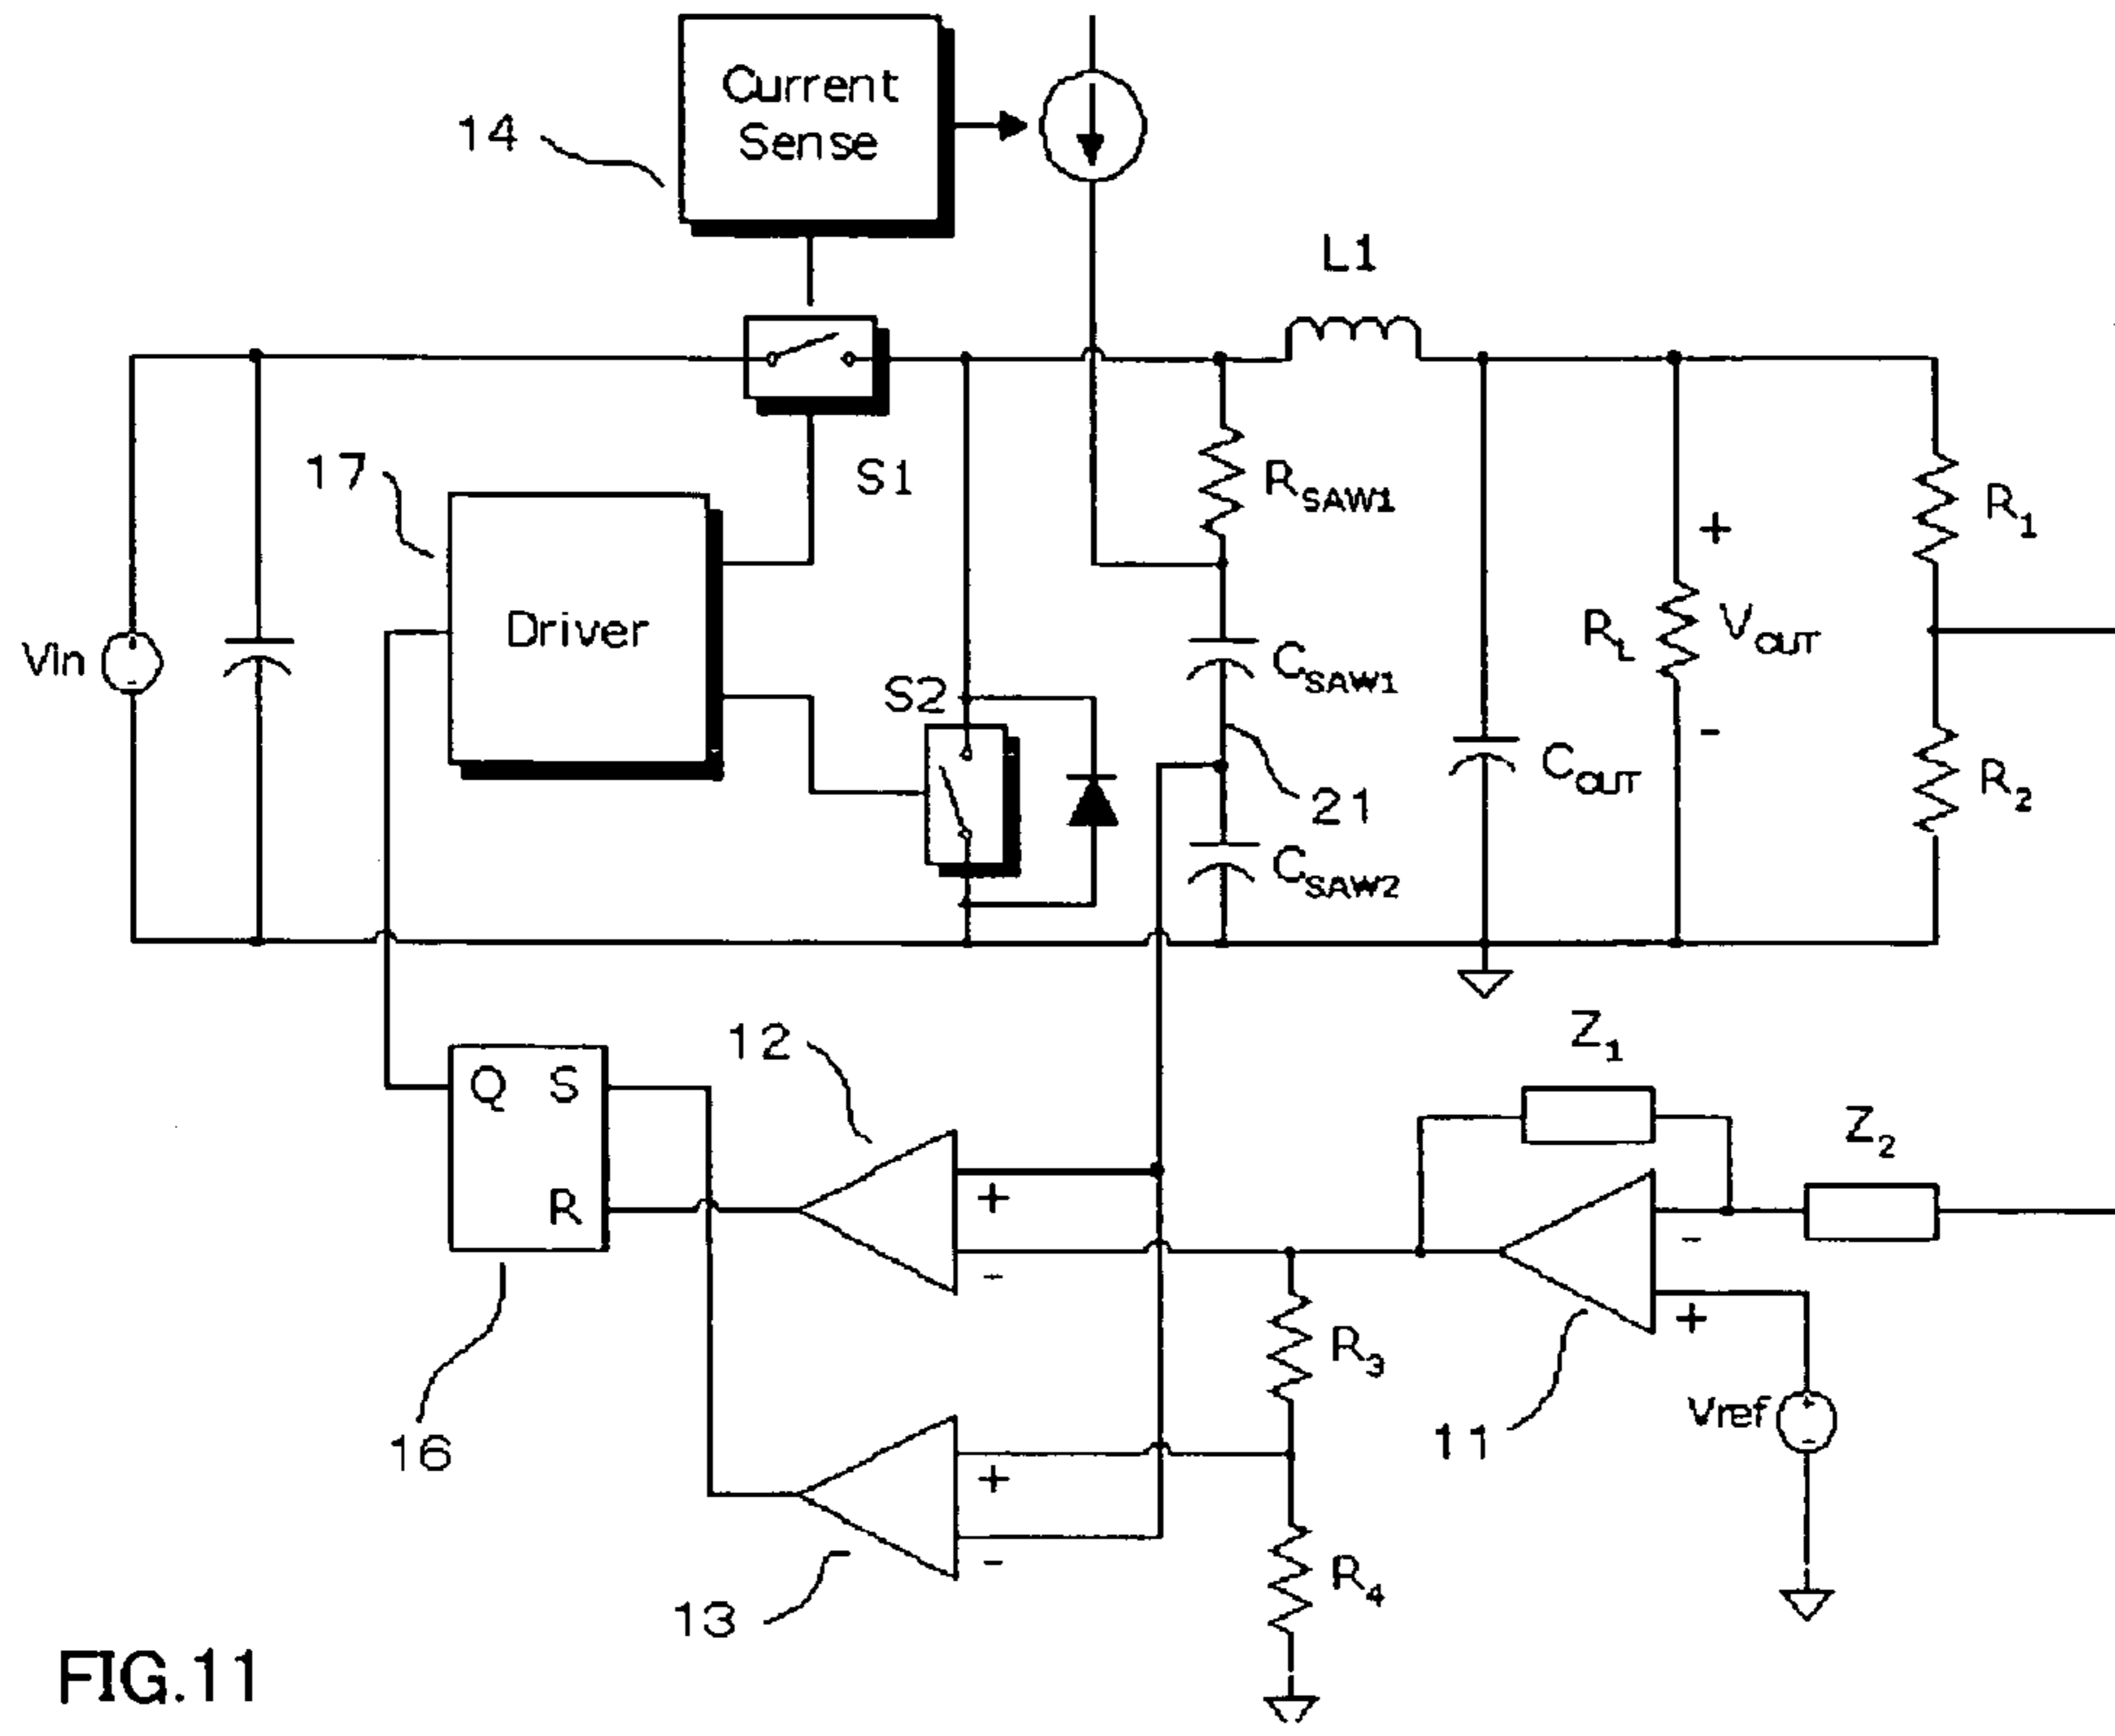 Current
Sense
14
L1
17
S1
R_SAW1
R_1
+
Driver
Vin
-
R_L
V_OUT
C_SAW1
S2
-
C_OUT
21
R_2
C_SAW2
12
Z_1
Q S
Z_2
R
+
-
-
+
R_3
16
+
11
Vref
+
-
-
R_4
13
FIG.11